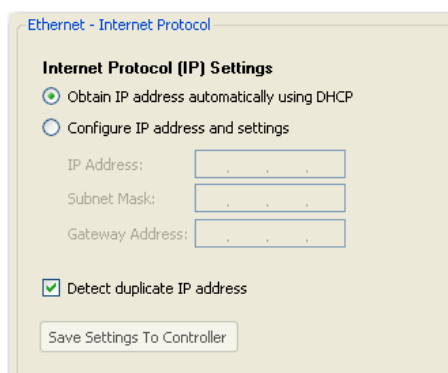 Ethernet - Internet Protocol
Internet Protocol (IP) Settings
Obtain IP address automatically using DHCP
Configure IP address and settings
IP Address:
Subnet Mask:
Gateway Address:
Detect duplicate IP address
Save Settings To Controller